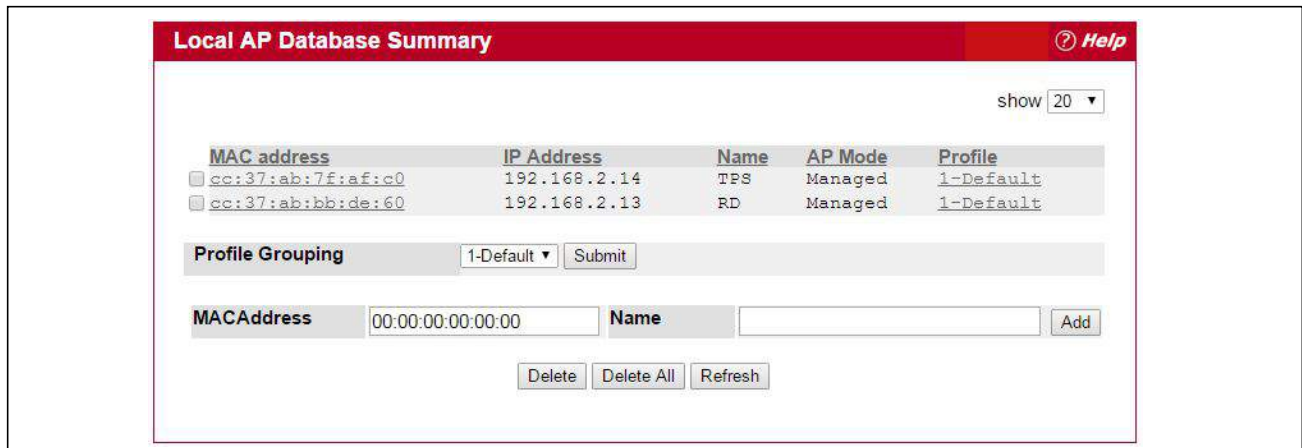 Local AP Database Summary ? Help
show 20
MAC address IP Address Name AP Mode Profile
cc:37:ab:7f:af:c0 192.168.2.14 TPS Managed 1-Default
cc:37:ab:bb:de:60 192.168.2.13 RD Managed 1-Default
Profile Grouping 1-Default Submit
MACAddress 00:00:00:00:00:00 Name Add
Delete Delete All Refresh